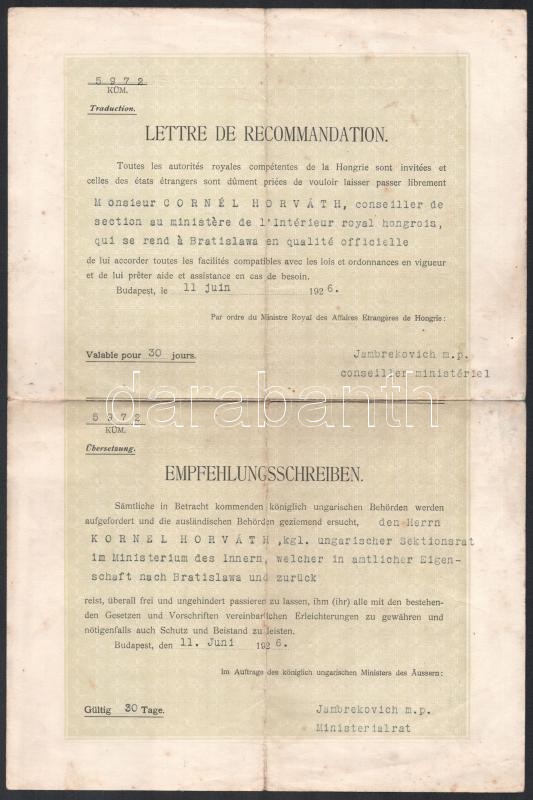 5972
KÜM.
Traduction.
LETTRE DE RECOMMANDATION.
Toutes les autorités royales compétentes de la Hongrie sont invitées et
celles des états étrangers sont dûment priées de vouloir laisser passer librement
Monsieur CORNÉL HORVÁTH, conseiller de
section au ministère de l'Intérieur royal hongrois,
qui se rend à Bratislawa en qualité officielle
de lui accorder toutes les facilités compatibles avec les lois et ordonnances en vigueur
et de lui prêter aide et assistance en cas de besoin.
Budapest, le 11 juin 1926.
Par ordre du Ministre Royal des Affaires Etrangères de Hongrie:
Valable pour 30 jours.
Jambrekovich m.p.
conseiller ministériel
darabanth
5972
KÜM.
Übersetzung.
EMPFEHLUNGSSCHREIBEN.
Sämtliche in Betracht kommenden königlich ungarischen Behörden werden
aufgefordert und die ausländischen Behörden geziemend ersucht, den Herrn
KORNEL HORVÁTH ,kgl. ungarischer Sektionsrat
im Ministerium des Innern, welcher in amtlicher Eigen-
schaft nach Bratislawa und zurück
reist, überall frei und ungehindert passieren zu lassen, ihm (ihr) alle mit den bestehen-
den Gesetzen und Vorschriften vereinbarlichen Erleichterungen zu gewähren und
nötigenfalls auch Schutz und Beistand zu leisten.
Budapest, den 11. Juni 1926.
Im Auftrage des königlich ungarischen Ministers des Äussern:
Gültig 30 Tage.
Jambrekovich m.p.
Ministerialrat